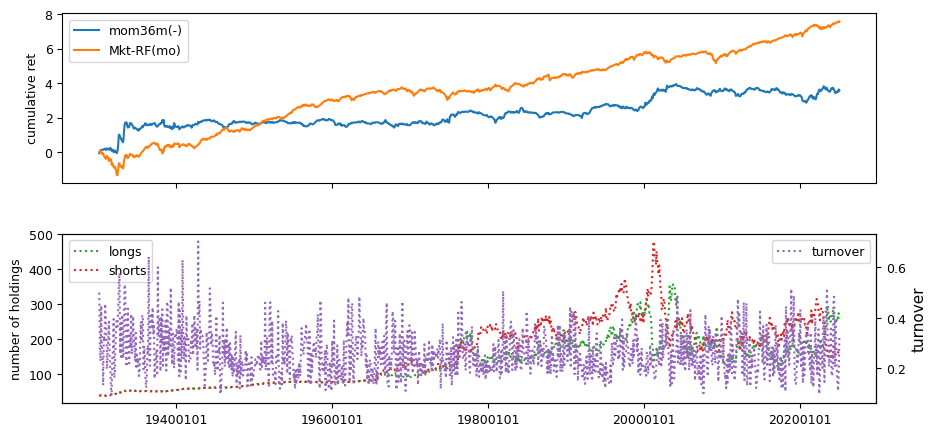 cumulative ret
8
6
4
2
0
mom36m(-)
Mkt-RF(mo)
number of holdings
500
400
300
200
100
longs
shorts
turnover
0.6
0.4
0.2
turnover
19400101
19600101
19800101
20000101
20200101